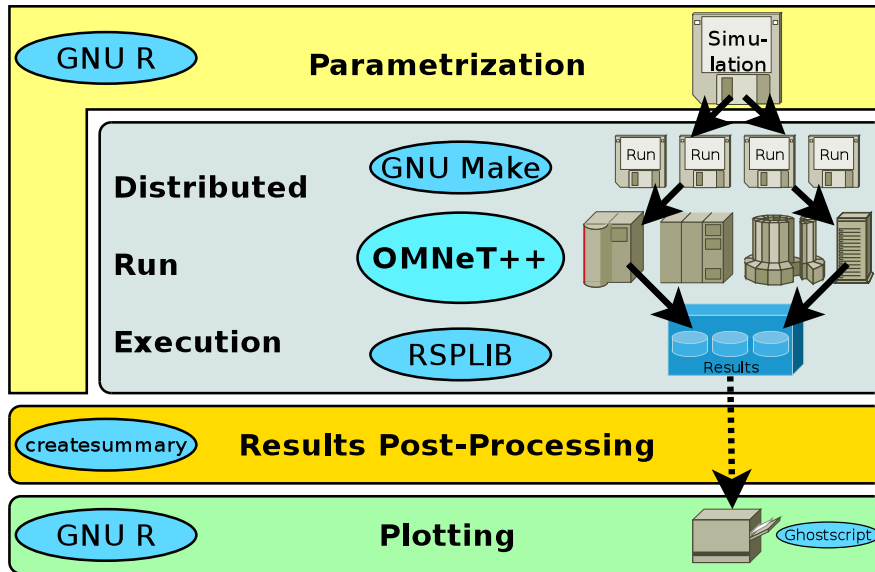 GNU R
Parametrization
Simu-
lation
Distributed
Run
Execution
GNU Make
OMNeT++
RSPLIB
Run
Run
Run
Run
Results
createsummary
Results Post-Processing
GNU R
Plotting
Ghostscript